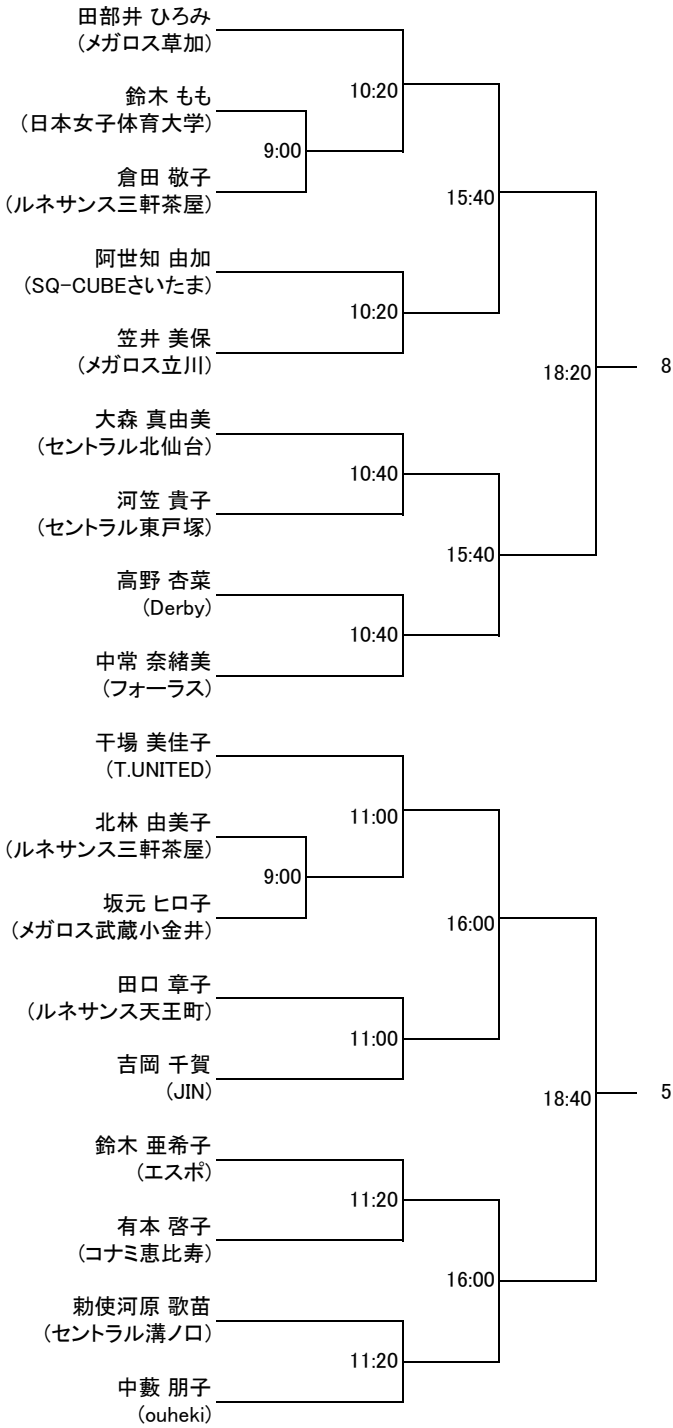 田部井 ひろみ
(メガロス草加)
10:20
鈴木 もも
(日本女子体育大学)
9:00
倉田 敬子
(ルネサンス三軒茶屋)
15:40
阿世知 由加
(SQ-CUBEさいたま)
10:20
笠井 美保
(メガロス立川)
18:20
8
大森 真由美
(セントラル北仙台)
10:40
河笠 貴子
(セントラル東戸塚)
15:40
高野 杏菜
(Derby)
10:40
中常 奈緒美
(フォーラス)
干場 美佳子
(T.UNITED)
11:00
北林 由美子
(ルネサンス三軒茶屋)
9:00
坂元 ヒロ子
(メガロス武蔵小金井)
16:00
田口 章子
(ルネサンス天王町)
11:00
吉岡 千賀
(JIN)
18:40
5
鈴木 亜希子
(エスポ)
11:20
有本 啓子
(コナミ恵比寿)
16:00
勅使河原 歌苗
(セントラル溝ノ口)
11:20
中藪 朋子
(ouheki)